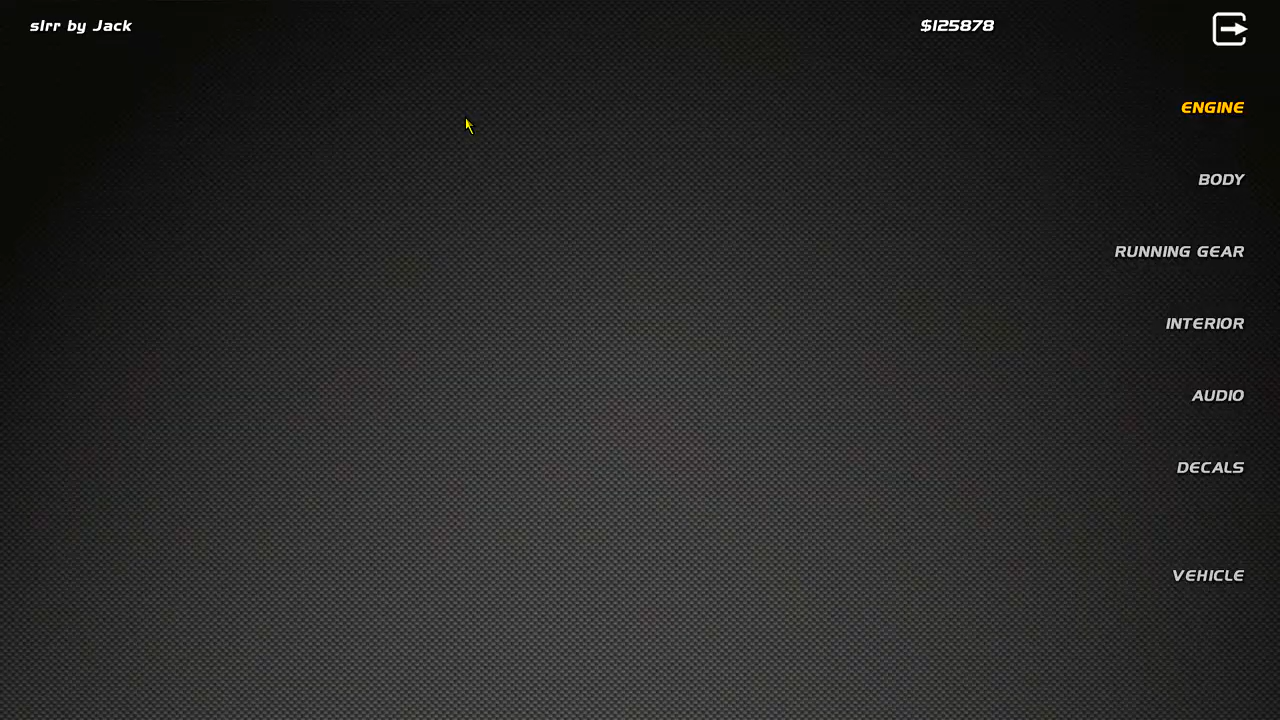 slrr by Jack
$125878
ENGINE
BODY
RUNNING GEAR
INTERIOR
AUDIO
DECALS
VEHICLE